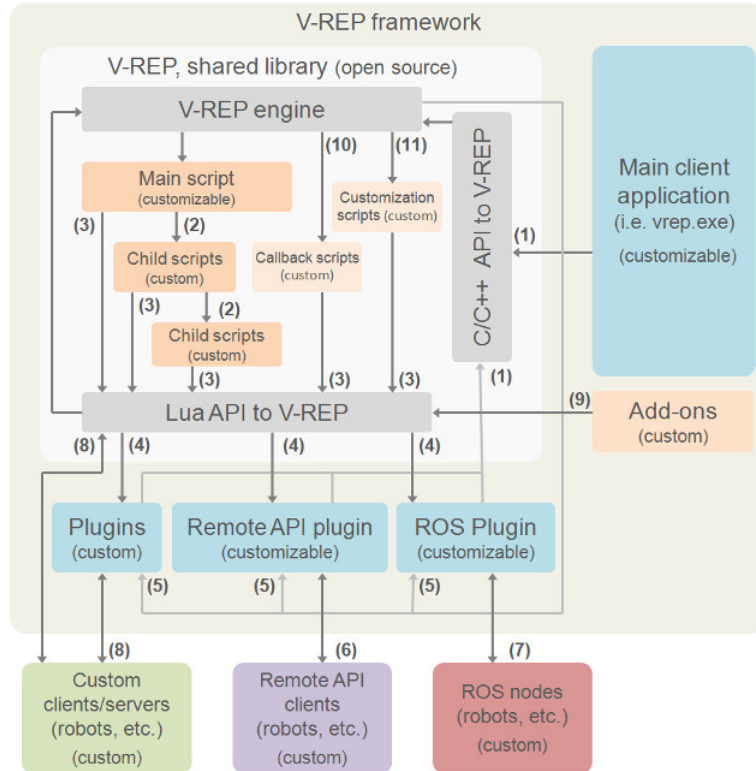 V-REP framework
V-REP, shared library (open source)
V-REP engine
(10)
(11)
Main script
(customizable)
Customization
scripts (custom)
(3)
(2)
Child scripts
(custom)
Callback scripts
(custom)
(3)
(2)
Child scripts
(custom)
(3)
(3)
(3)
C/C++ API to V-REP
(1)
(1)
Main client
application
(i.e. vrep.exe)
(customizable)
Lua API to V-REP
(9)
Add-ons
(custom)
(8)
(4)
(4)
(4)
Plugins
(custom)
Remote API plugin
(customizable)
ROS Plugin
(customizable)
(5)
(5)
(5)
(8)
(6)
(7)
Custom
clients/servers
(robots, etc.)
(custom)
Remote API
clients
(robots, etc.)
(custom)
ROS nodes
(robots, etc.)
(custom)